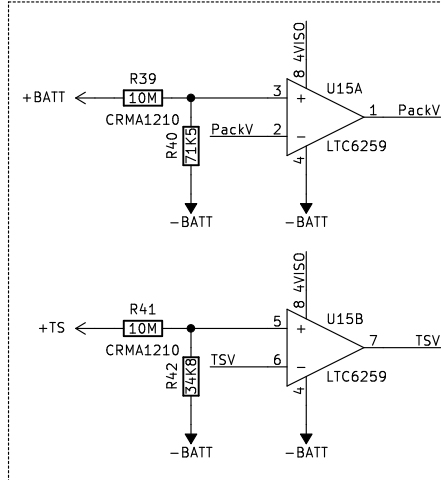 8 4VISO
R39
U15A
+BATT
10M
3 +
1 PackV
CRMA1210
R40
71K5
PackV 2 −
LTC6259
4
-BATT
-BATT
8 4VISO
R41
U15B
+TS
10M
5 +
7 TSV
CRMA1210
R42
34K8
TSV 6 −
LTC6259
4
-BATT
-BATT